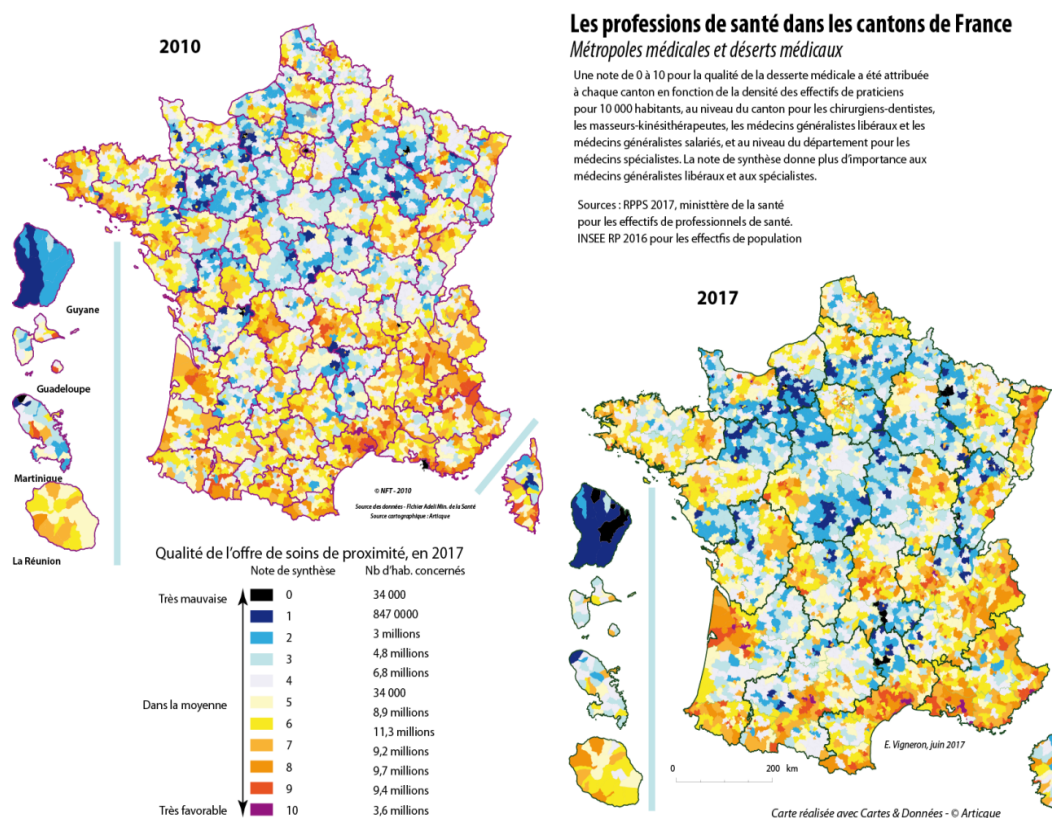 Les professions de santé dans les cantons de France
Métropoles médicales et déserts médicaux
Une note de 0 à 10 pour la qualité de la desserte médicale a été attribuée
à chaque canton en fonction de la densité des effectifs de praticiens
pour 10 000 habitants, au niveau du canton pour les chirurgiens-dentistes,
les masseurs-kinésithérapeutes, les médecins généralistes libéraux et les
médecins généralistes salariés, et au niveau du département pour les
médecins spécialistes. La note de synthèse donne plus d'importance aux
médecins généralistes libéraux et aux spécialistes.
Sources : RPPS 2017, ministtère de la santé
pour les effectifs de professionnels de santé.
INSEE RP 2016 pour les effectfis de population
2010
Guyane
Guadeloupe
Martinique
La Réunion
© NFT - 2010
Source des données - Fichier Adeli Min. de la Santé
Source cartographique : Articque
Qualité de l'offre de soins de proximité, en 2017
Note de synthèse Nb d'hab. concernés
Très mauvaise 0 34 000
1 847 0000
2 3 millions
3 4,8 millions
4 6,8 millions
34 000
Dans la moyenne 5 8,9 millions
6 11,3 millions
7 9,2 millions
8 9,7 millions
9 9,4 millions
Très favorable 10 3,6 millions
2017
E. Vigneron, juin 2017
0 200 km
Carte réalisée avec Cartes & Données - © Articque